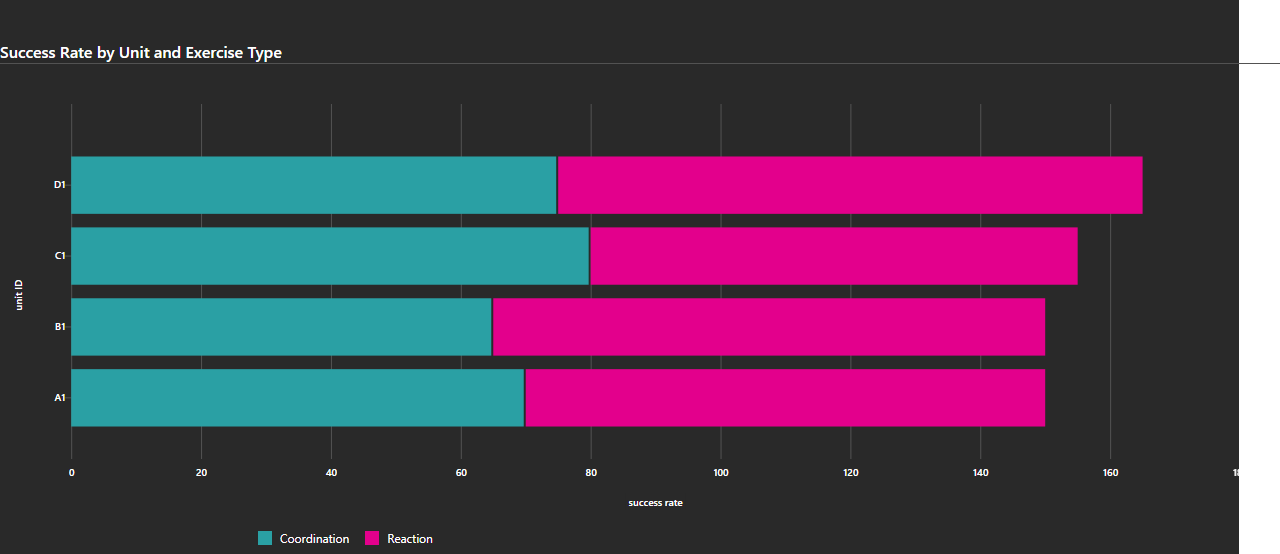 Success Rate by Unit and Exercise Type
D1
C1
B1
A1
unit ID
0 20 40 60 80 100 120 140 160
success rate
Coordination Reaction